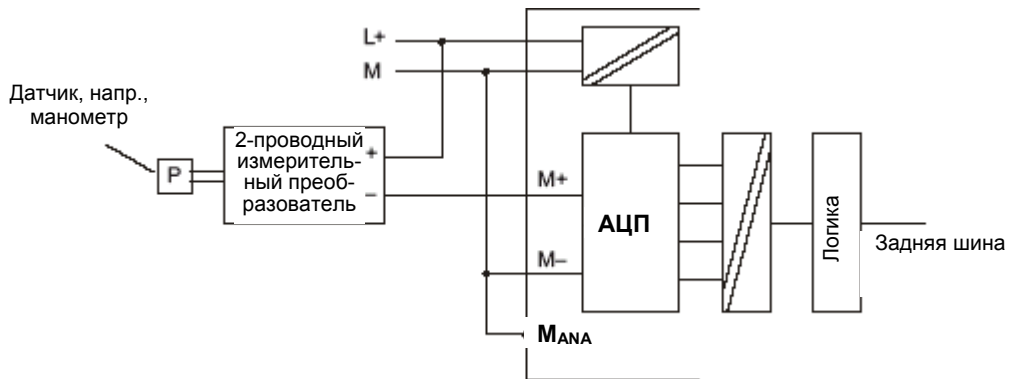 L+
M
Датчик, напр.,
манометр
P
2-проводный
измеритель-
ный преоб-
разователь
+
–
M+
M–
АЦП
MANA
Логика
Задняя шина